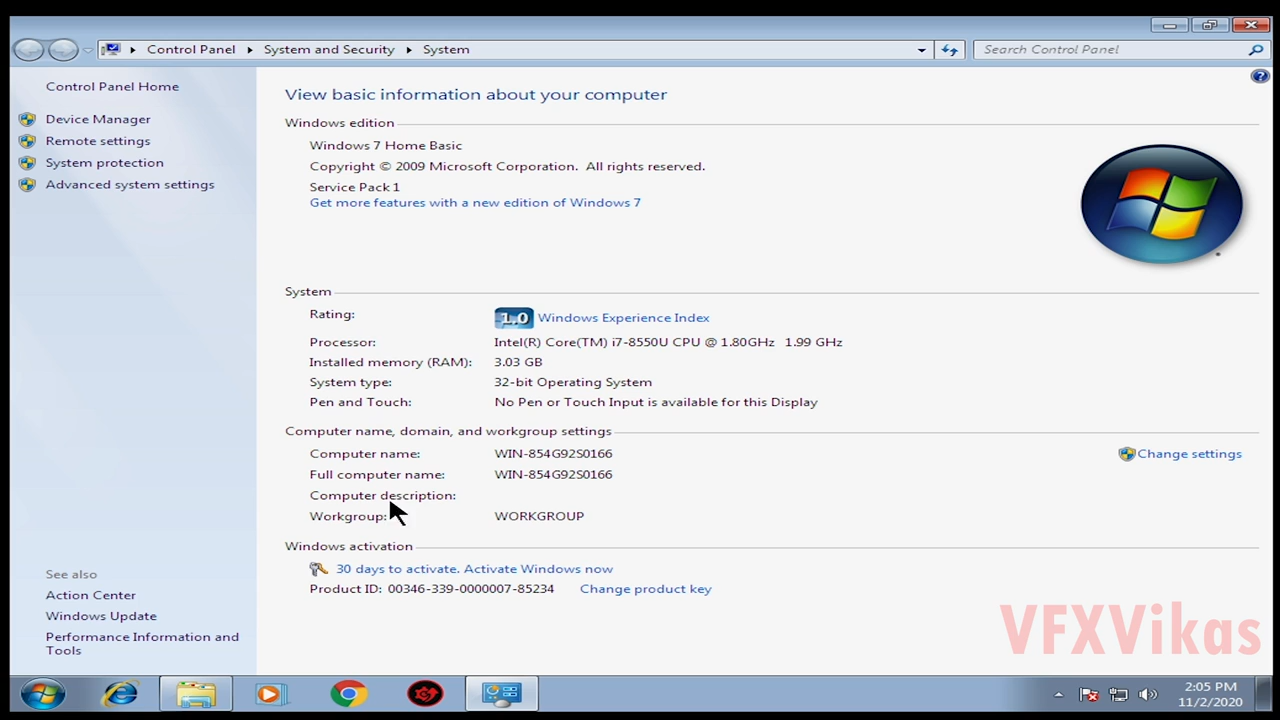 Control Panel ▸ System and Security ▸ System
Search Control Panel
Control Panel Home
Device Manager
Remote settings
System protection
Advanced system settings
See also
Action Center
Windows Update
Performance Information and
Tools
View basic information about your computer
Windows edition
Windows 7 Home Basic
Copyright © 2009 Microsoft Corporation. All rights reserved.
Service Pack 1
Get more features with a new edition of Windows 7
System
Rating: 1.0 Windows Experience Index
Processor: Intel(R) Core(TM) i7-8550U CPU @ 1.80GHz 1.99 GHz
Installed memory (RAM): 3.03 GB
System type: 32-bit Operating System
Pen and Touch: No Pen or Touch Input is available for this Display
Computer name, domain, and workgroup settings
Computer name: WIN-854G92S0166 Change settings
Full computer name: WIN-854G92S0166
Computer description:
Workgroup: WORKGROUP
Windows activation
30 days to activate. Activate Windows now
Product ID: 00346-339-0000007-85234 Change product key
VFXVikas
2:05 PM
11/2/2020